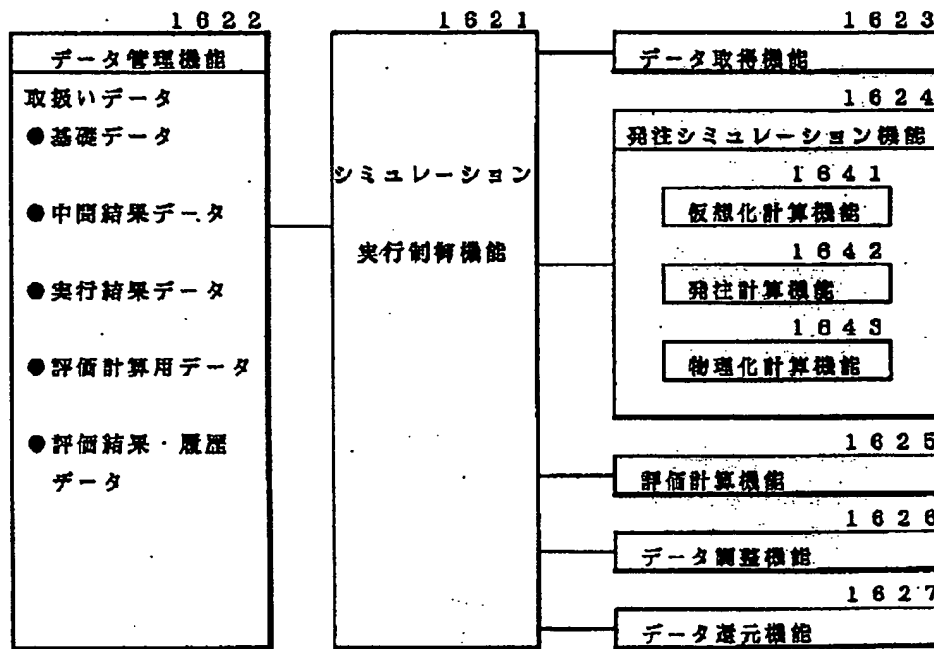 1622
データ管理機能
取扱いデータ
●基礎データ
●中間結果データ
●実行結果データ
●評価計算用データ
●評価結果・履歴
データ
1621
シミュレーション
実行制御機能
1623
データ取得機能
1624
発注シミュレーション機能
1641
仮想化計算機能
1642
発注計算機能
1643
物理化計算機能
1625
評価計算機能
1626
データ調整機能
1627
データ還元機能